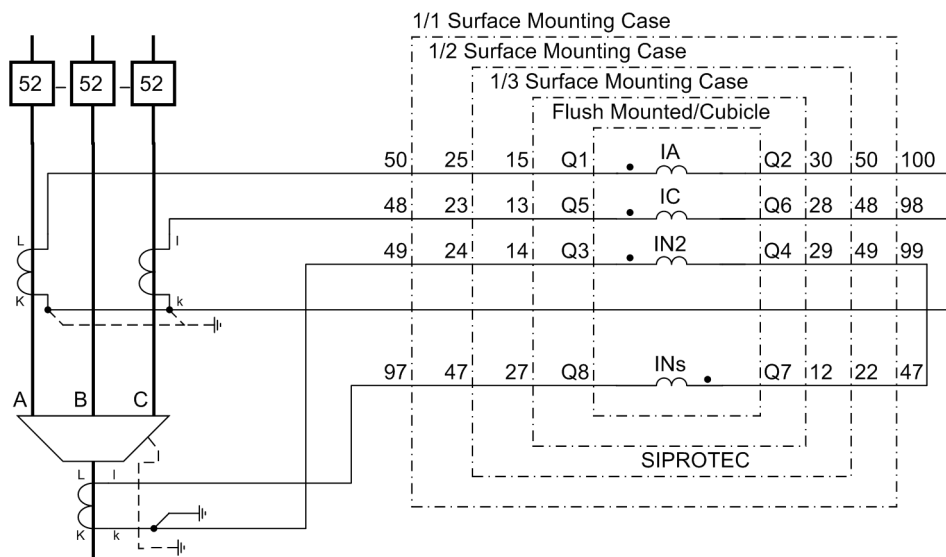 1/1 Surface Mounting Case
1/2 Surface Mounting Case
1/3 Surface Mounting Case
Flush Mounted/Cubicle
52 52 52
50 25 15 Q1 IA Q2 30 50 100
48 23 13 Q5 IC Q6 28 48 98
L l
49 24 14 Q3 IN2 Q4 29 49 99
K k
97 47 27 Q8 INs Q7 12 22 47
A B C
SIPROTEC
L l
K k